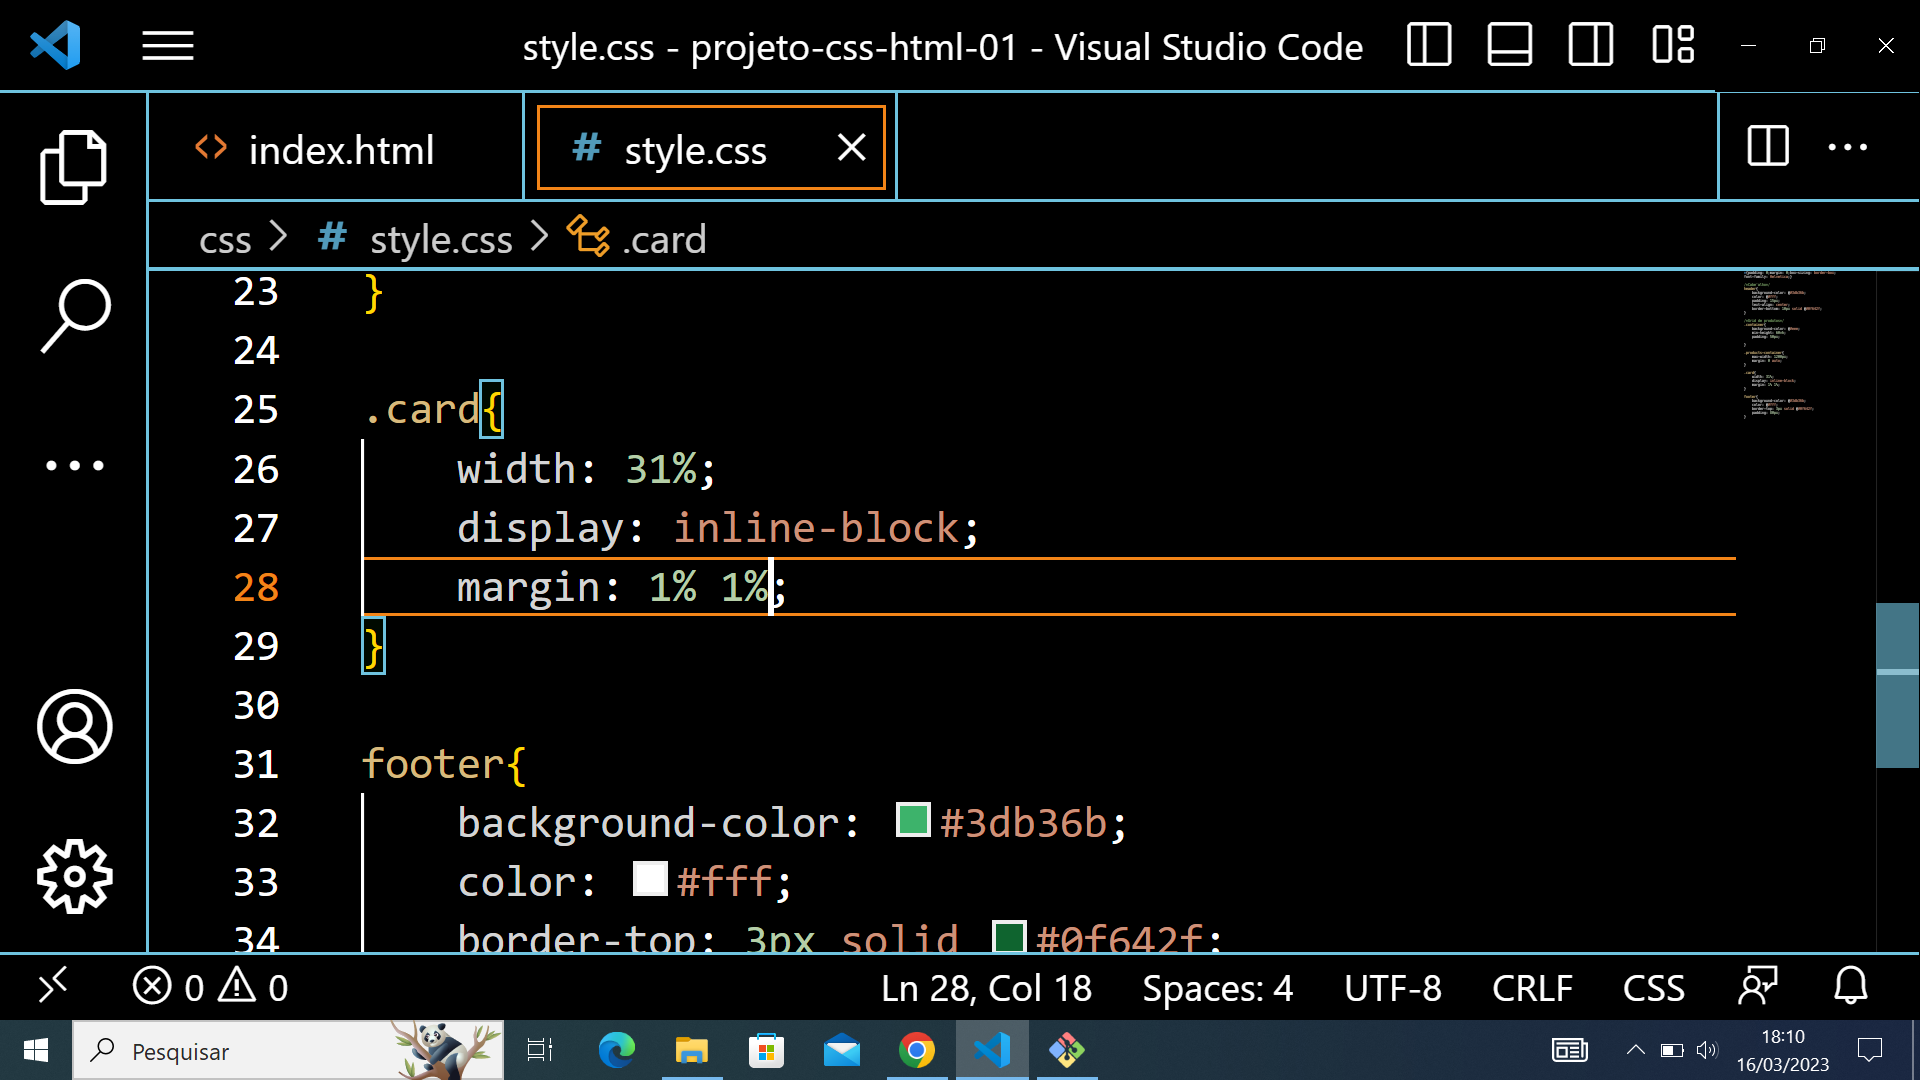 style.css - projeto-css-html-01 - Visual Studio Code
index.html
# style.css
css > # style.css > .card
23 }
24
25 .card{
26 width: 31%;
27 display: inline-block;
28 margin: 1% 1%;
29 }
30
31 footer{
32 background-color: #3db36b;
33 color: #fff;
34 border-top: 3px solid #0f642f;
0 0
Ln 28, Col 18 Spaces: 4 UTF-8 CRLF CSS
Pesquisar
18:10
16/03/2023